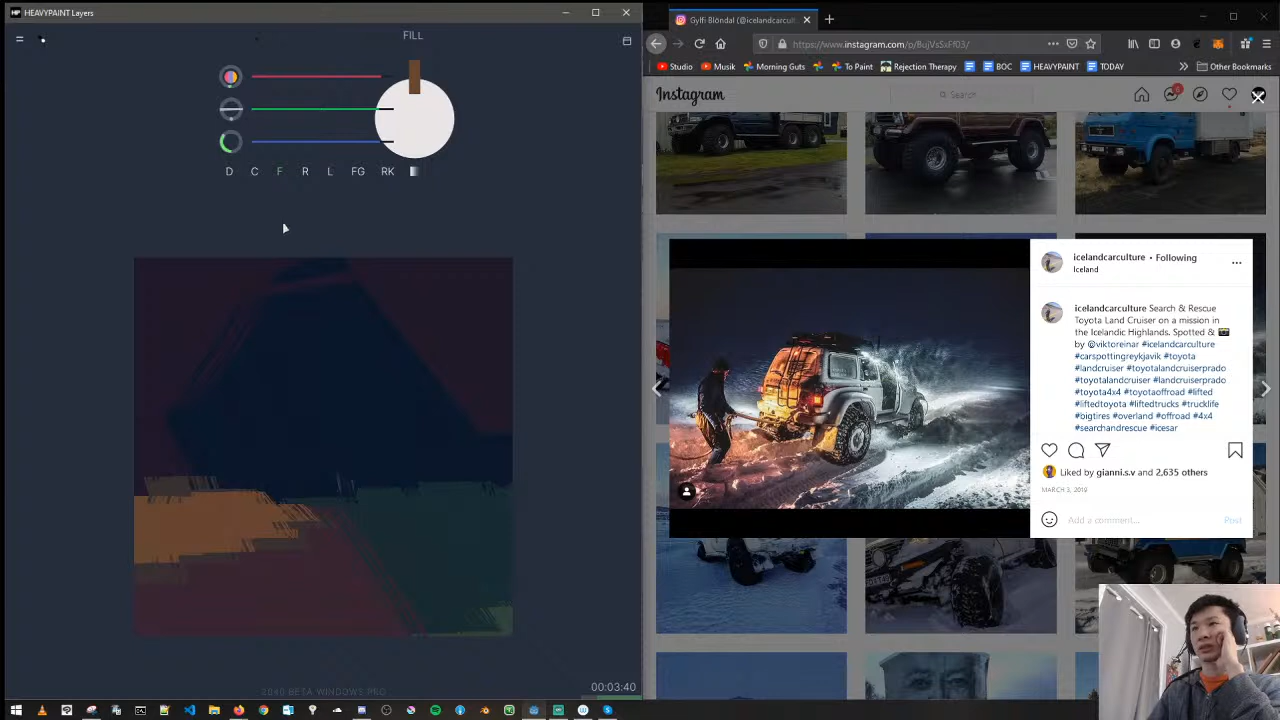 HEAVYPAINT Layers
FILL
D C F R L FG RK
2040 BETA WINDOWS PRO
00:03:40
Gylfi Blöndal (@icelandcarcult
https://www.instagram.com/p/BujVsSxFf03/
Studio Musik Morning Guts To Paint Rejection Therapy BOC HEAVYPAINT TODAY Other Bookmarks
Instagram
Search
icelandcarculture • Following
Iceland
icelandcarculture Search & Rescue
Toyota Land Cruiser on a mission in
the Icelandic Highlands. Spotted & 📷
by @viktoreinar #icelandcarculture
#carspottingreykjavik #toyota
#landcruiser #toyotalandcruiserprado
#toyotalandcruiser #landcruiserprado
#toyota4x4 #toyotaoffroad #lifted
#liftedtoyota #liftedtrucks #trucklife
#bigtires #overland #offroad #4x4
#searchandrescue #icesar
Liked by gianni.s.v and 2,635 others
MARCH 3, 2019
Add a comment... Post